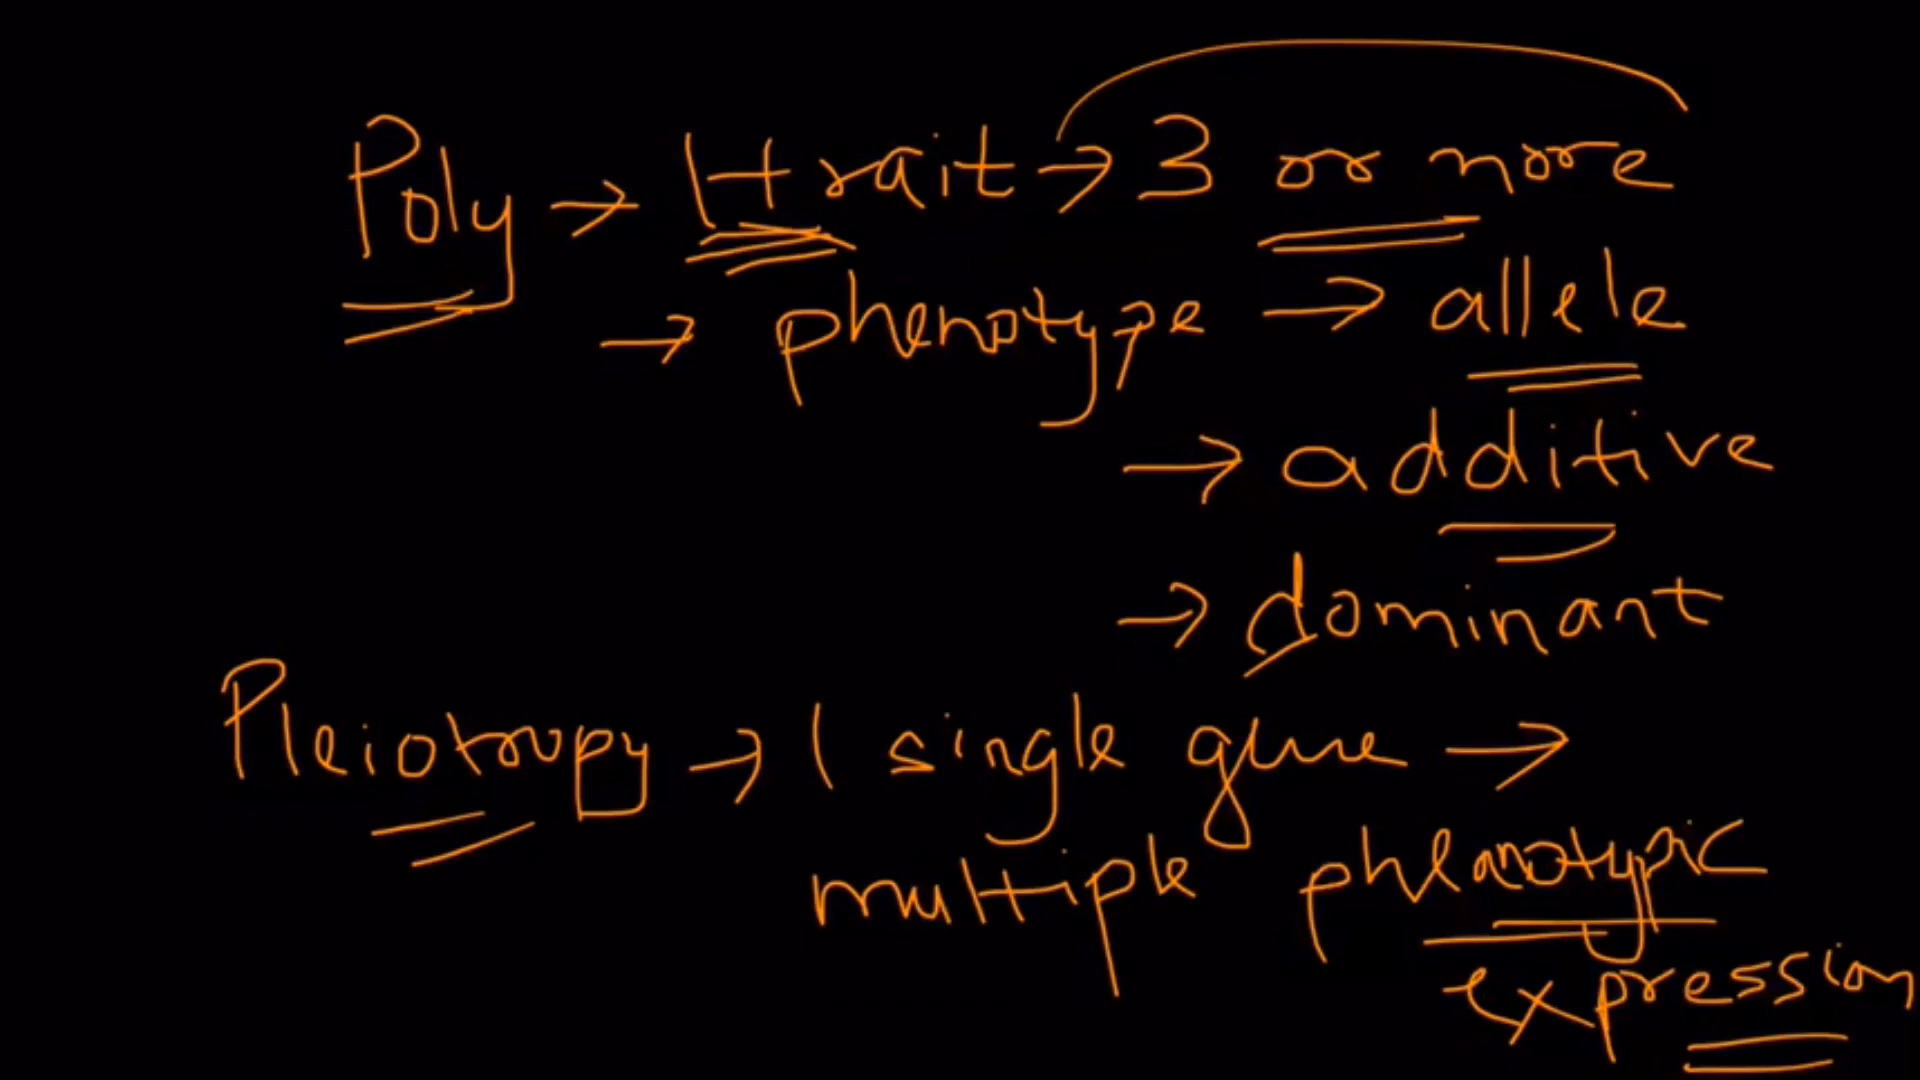 Poly → 1 trait → 3 or more
→ phenotype → allele
→ additive
→ dominant
Pleiotropy → 1 single gene →
multiple phenotypic
expression